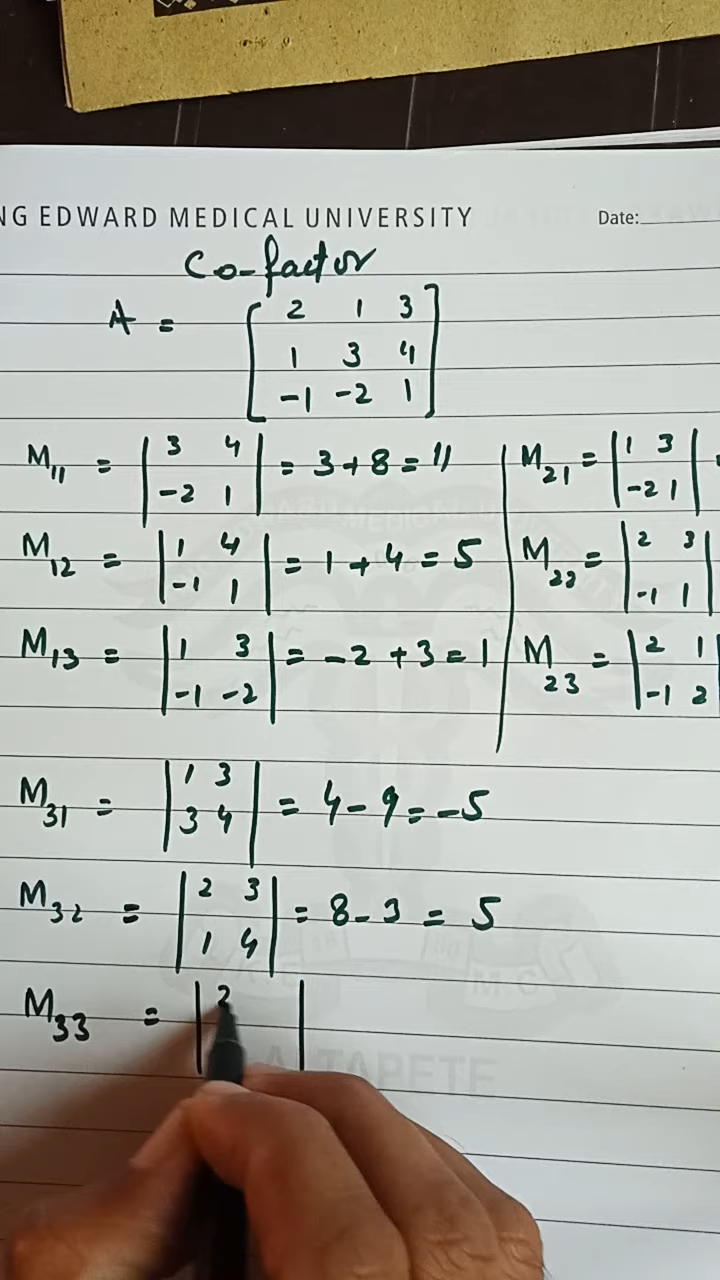 NG EDWARD MEDICAL UNIVERSITY Date:
Co-factor
A = [ 2 1 3
1 3 4
-1 -2 1 ]
M11 = | 3 4 | = 3+8 = 11 | M21 = | 1 3 | =
| -2 1 | | -2 1 |
M12 = | 1 4 | = 1+4 = 5 | M22 = | 2 3 |
| -1 1 | | -1 1 |
M13 = | 1 3 | = -2+3 = 1 | M23 = | 2 1
| -1 -2 | | -1 2
M31 = | 1 3 | = 4-9 = -5
| 3 4 |
M32 = | 2 3 | = 8-3 = 5
| 1 4 |
M33 = | 2 |
TAPETE